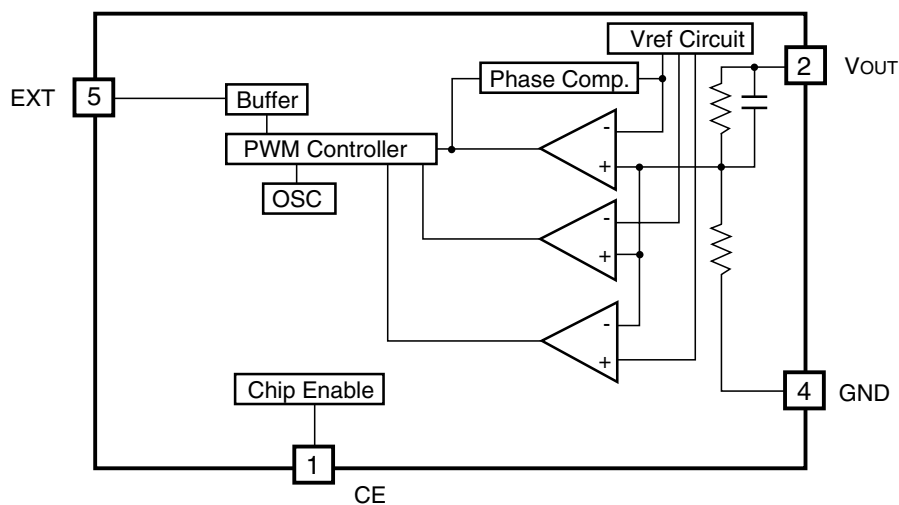 Vref Circuit
Phase Comp.
2 VOUT
EXT 5
Buffer
-
PWM Controller
+
OSC
-
+
-
+
Chip Enable
4 GND
1
CE